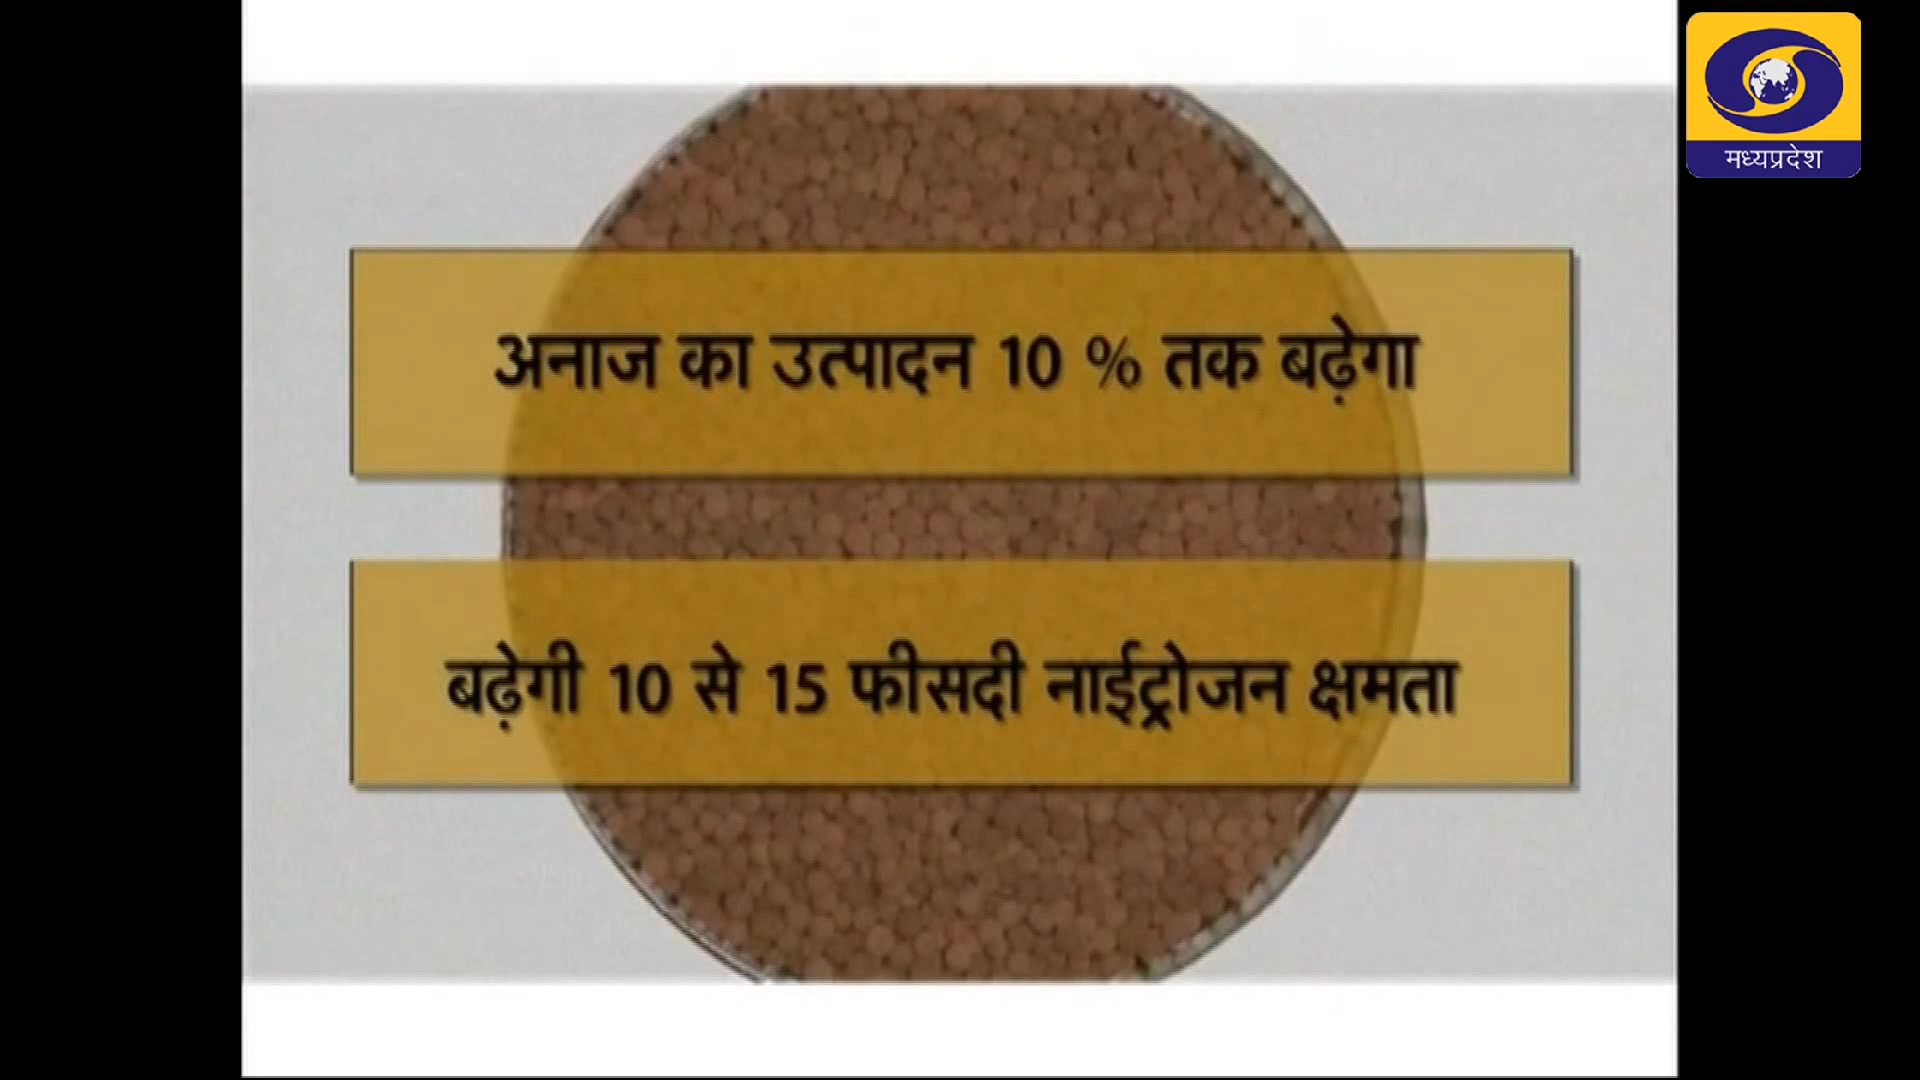 मध्यप्रदेश
अनाज का उत्पादन 10 % तक बढ़ेगा
बढ़ेगी 10 से 15 फीसदी नाईट्रोजन क्षमता